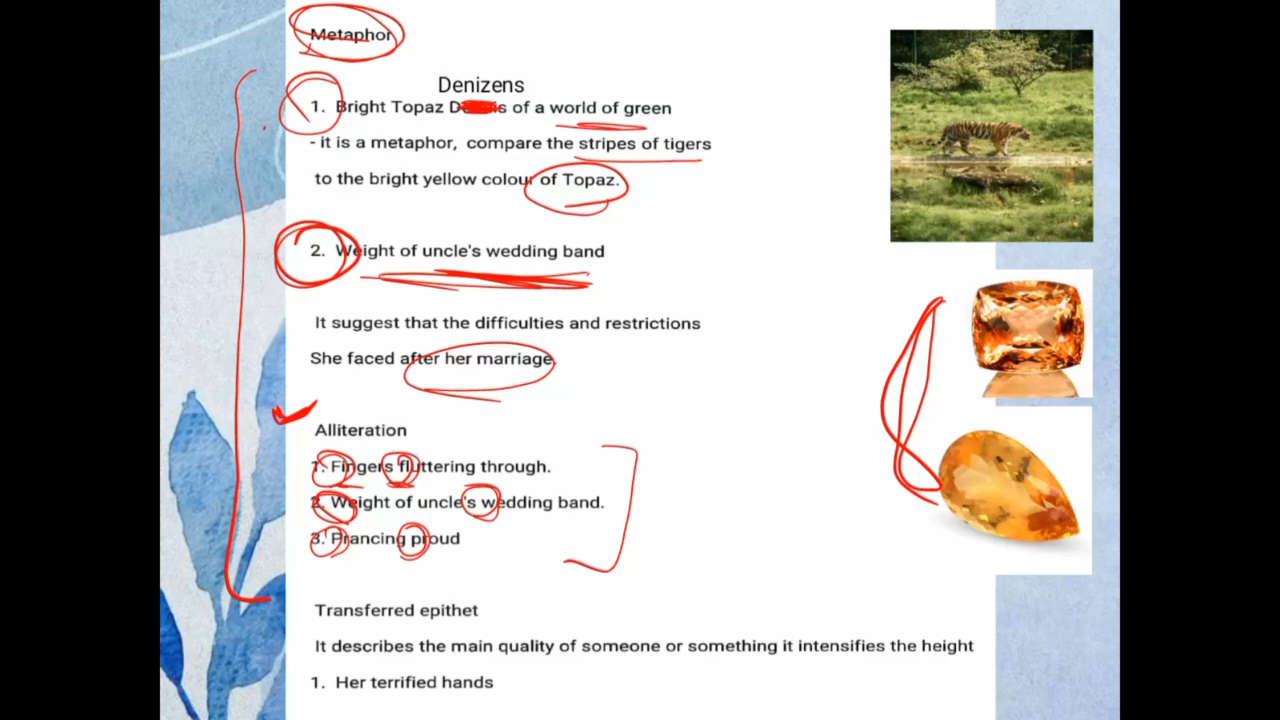 Metaphor
Denizens
1. Bright Topaz D s of a world of green
- it is a metaphor, compare the stripes of tigers
to the bright yellow colour of Topaz.
2. Weight of uncle's wedding band
It suggest that the difficulties and restrictions
She faced after her marriage.
Alliteration
1. Fingers fluttering through.
2. Weight of uncle's wedding band.
3. Prancing proud
Transferred epithet
It describes the main quality of someone or something it intensifies the height
1. Her terrified hands